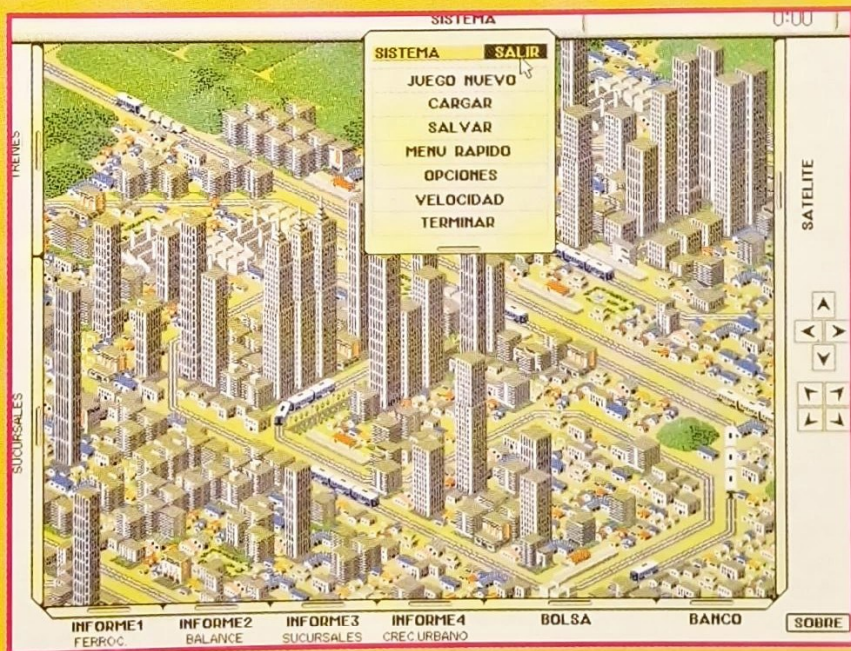 SISTEMA
0:00
SISTEMA SALIR
JUEGO NUEVO
CARGAR
SALVAR
MENU RAPIDO
OPCIONES
VELOCIDAD
TERMINAR
TRENES
SATELITE
SUCURSALES
INFORME1 INFORME2 INFORME3 INFORME4 BOLSA BANCO SOBRE
FERROC. BALANCE SUCURSALES CREC.URBANO